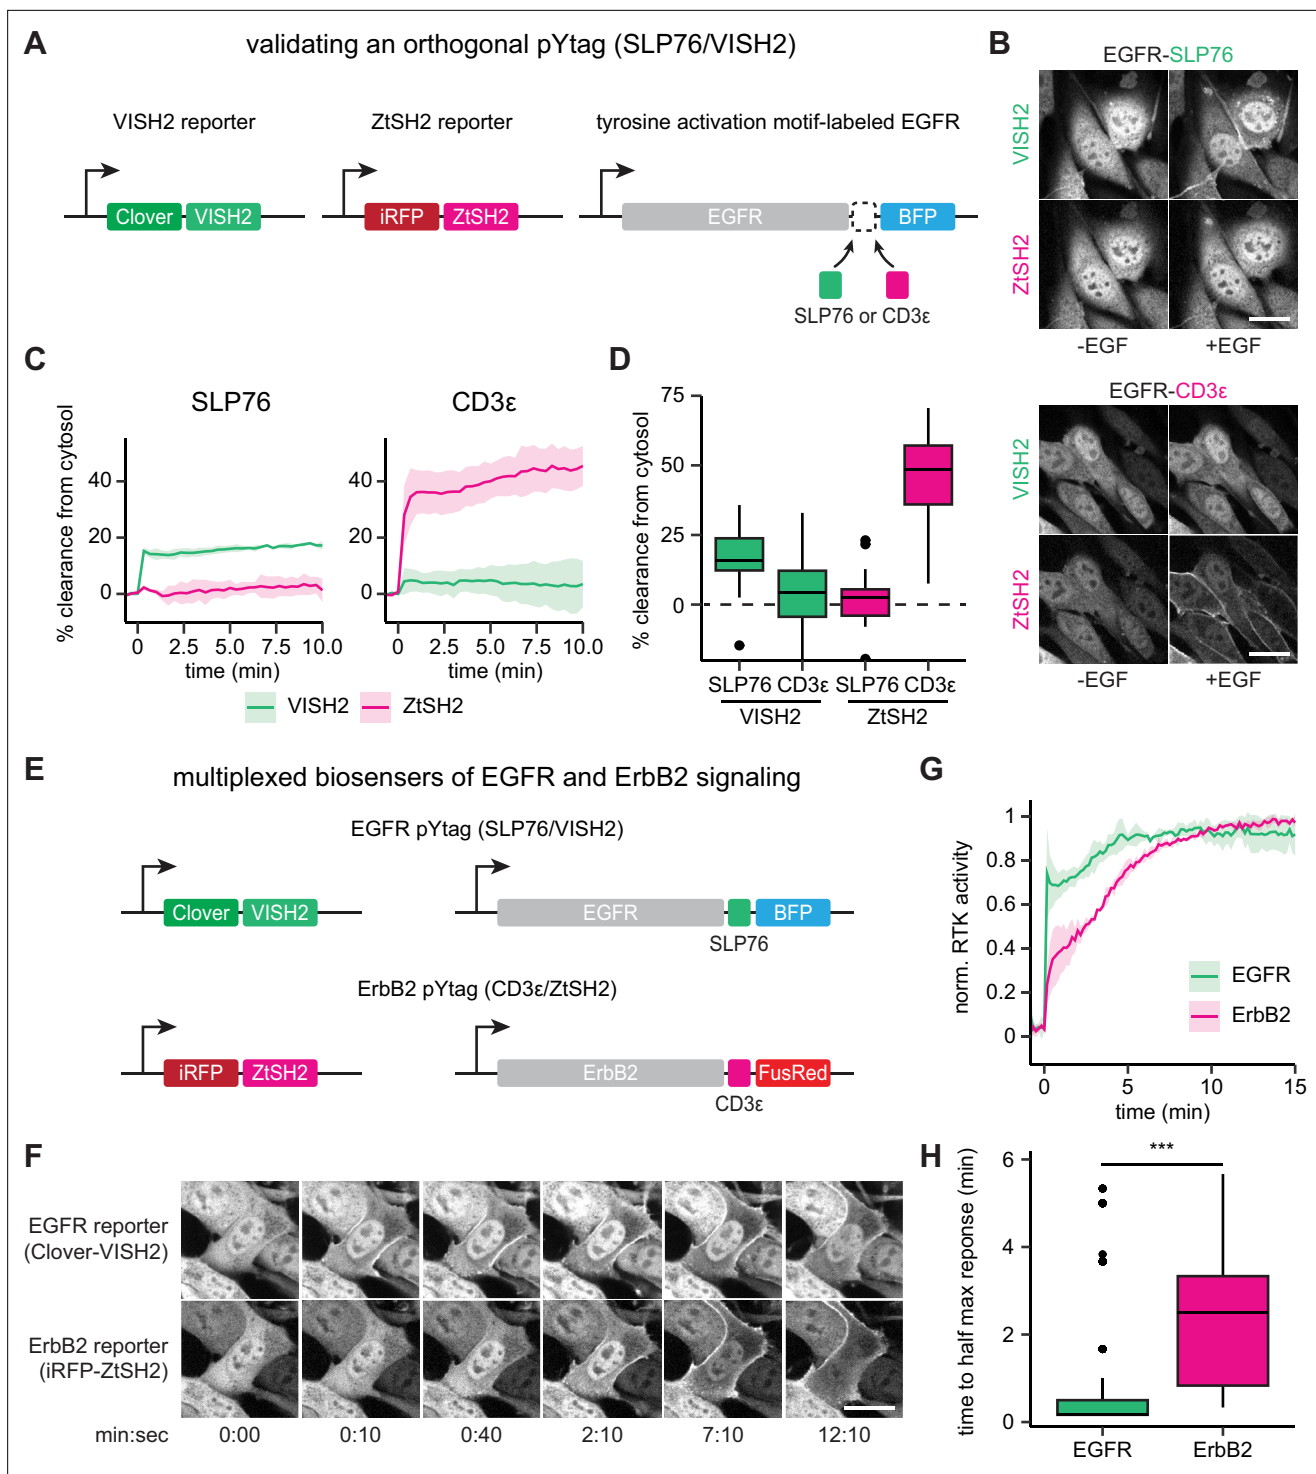 A
validating an orthogonal pYtag (SLP76/VISH2)
VISH2 reporter
ZtSH2 reporter
tyrosine activation motif-labeled EGFR
Clover VISH2
iRFP ZtSH2
EGFR BFP
SLP76 or CD3ε
B
EGFR-SLP76
VISH2
ZtSH2
-EGF +EGF
EGFR-CD3ε
VISH2
ZtSH2
-EGF +EGF
C
SLP76 CD3ε
% clearance from cytosol
40
20
0
0 2.5 5.0 7.5 10.0
time (min)
40
20
0
0 2.5 5.0 7.5 10.0
time (min)
VISH2 ZtSH2
D
% clearance from cytosol
75
50
25
0
SLP76 CD3ε SLP76 CD3ε
VISH2 ZtSH2
E
multiplexed biosensers of EGFR and ErbB2 signaling
EGFR pYtag (SLP76/VISH2)
Clover VISH2
EGFR BFP
SLP76
ErbB2 pYtag (CD3ε/ZtSH2)
iRFP ZtSH2
ErbB2 FusRed
CD3ε
F
EGFR reporter
(Clover-VISH2)
ErbB2 reporter
(iRFP-ZtSH2)
min:sec 0:00 0:10 0:40 2:10 7:10 12:10
G
norm. RTK activity
1
0.8
0.6
0.4
0.2
0
EGFR
ErbB2
0 5 10 15
time (min)
H
time to half max reponse (min)
6
4
2
0
***
EGFR ErbB2